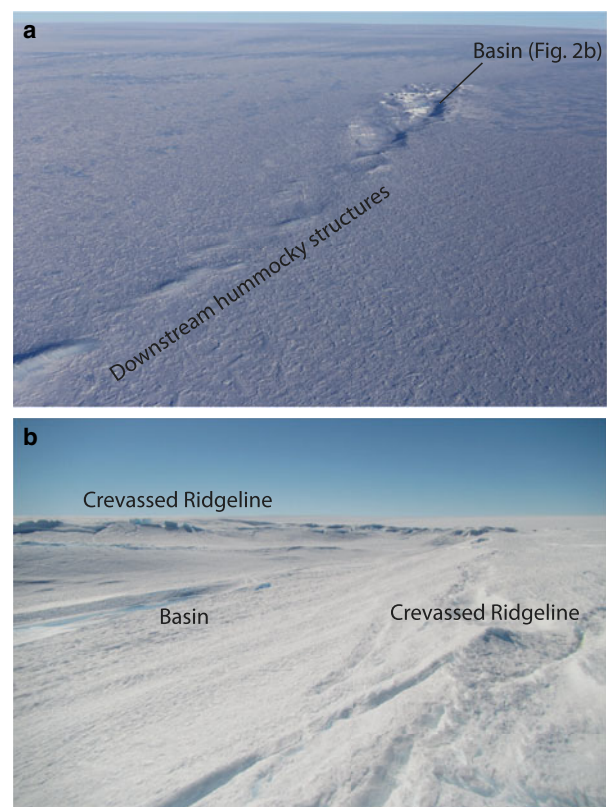 a
Basin (Fig. 2b)
Downstream hummocky structures
b
Crevassed Ridgeline
Basin
Crevassed Ridgeline